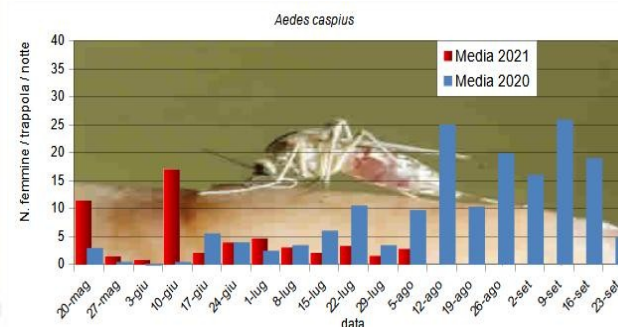 Aedes caspius
N. femmine / trappola / notte
40
35
30
25
20
15
10
5
0
Media 2021
Media 2020
20-mag
27-mag
3-giu
10-giu
17-giu
24-giu
1-lug
8-lug
15-lug
22-lug
29-lug
5-ago
12-ago
19-ago
26-ago
2-set
9-set
16-set
23-set
data